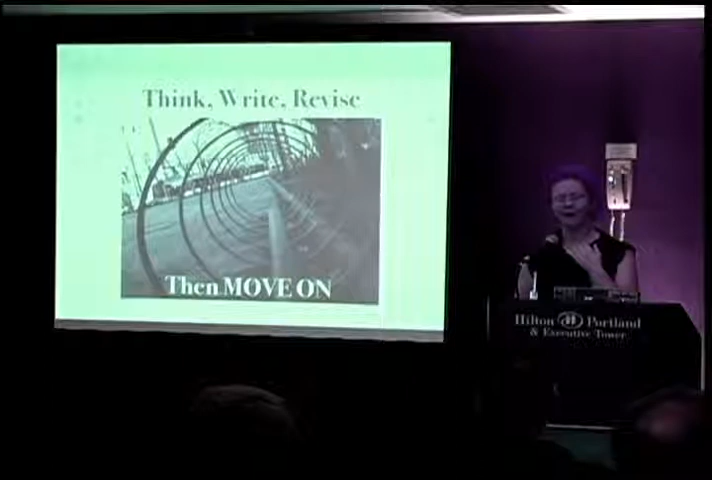 Think, Write, Revise
Then MOVE ON
Hilton H Portland
& Executive Tower